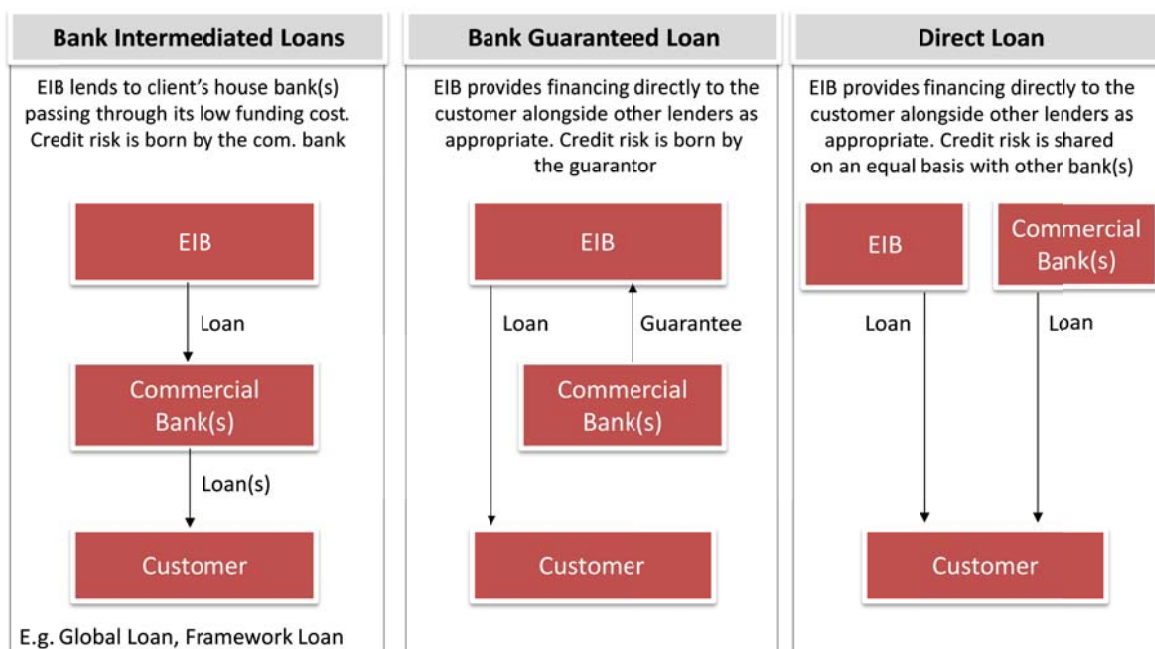 Bank Intermediated Loans
EIB lends to client's house bank(s)
passing through its low funding cost.
Credit risk is born by the com. bank
EIB
Loan
Commercial
Bank(s)
Loan(s)
Customer
E.g. Global Loan, Framework Loan
Bank Guaranteed Loan
EIB provides financing directly to the
customer alongside other lenders as
appropriate. Credit risk is born by
the guarantor
EIB
Loan
Guarantee
Commercial
Bank(s)
Customer
Direct Loan
EIB provides financing directly to the
customer alongside other lenders as
appropriate. Credit risk is shared
on an equal basis with other bank(s)
EIB
Commercial
Bank(s)
Loan
Loan
Customer